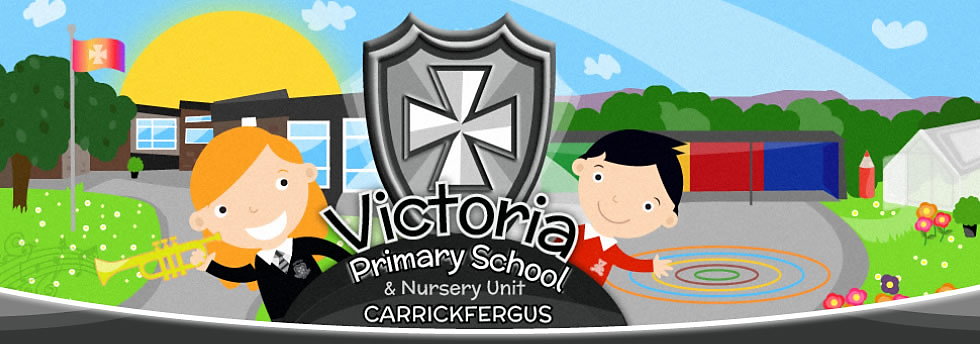 Victoria
Primary School
& Nursery Unit
CARRICKFERGUS